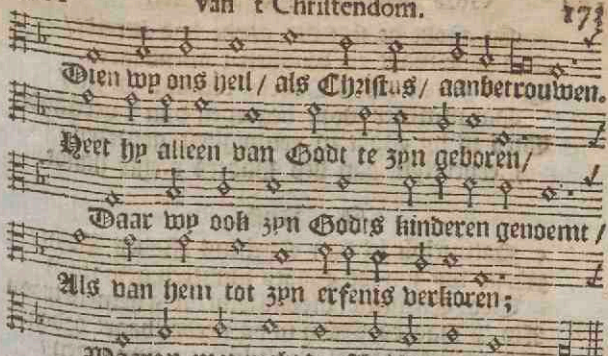 van 't Christendom. 173
Dien wy ons heil / als Christus / aanbetrouwen.
Heet hy alleen van Godt te zyn geboren /
Daar wy ook zyn Godts kinderen genoemt /
Als van hem tot zyn erfenis verkoren;